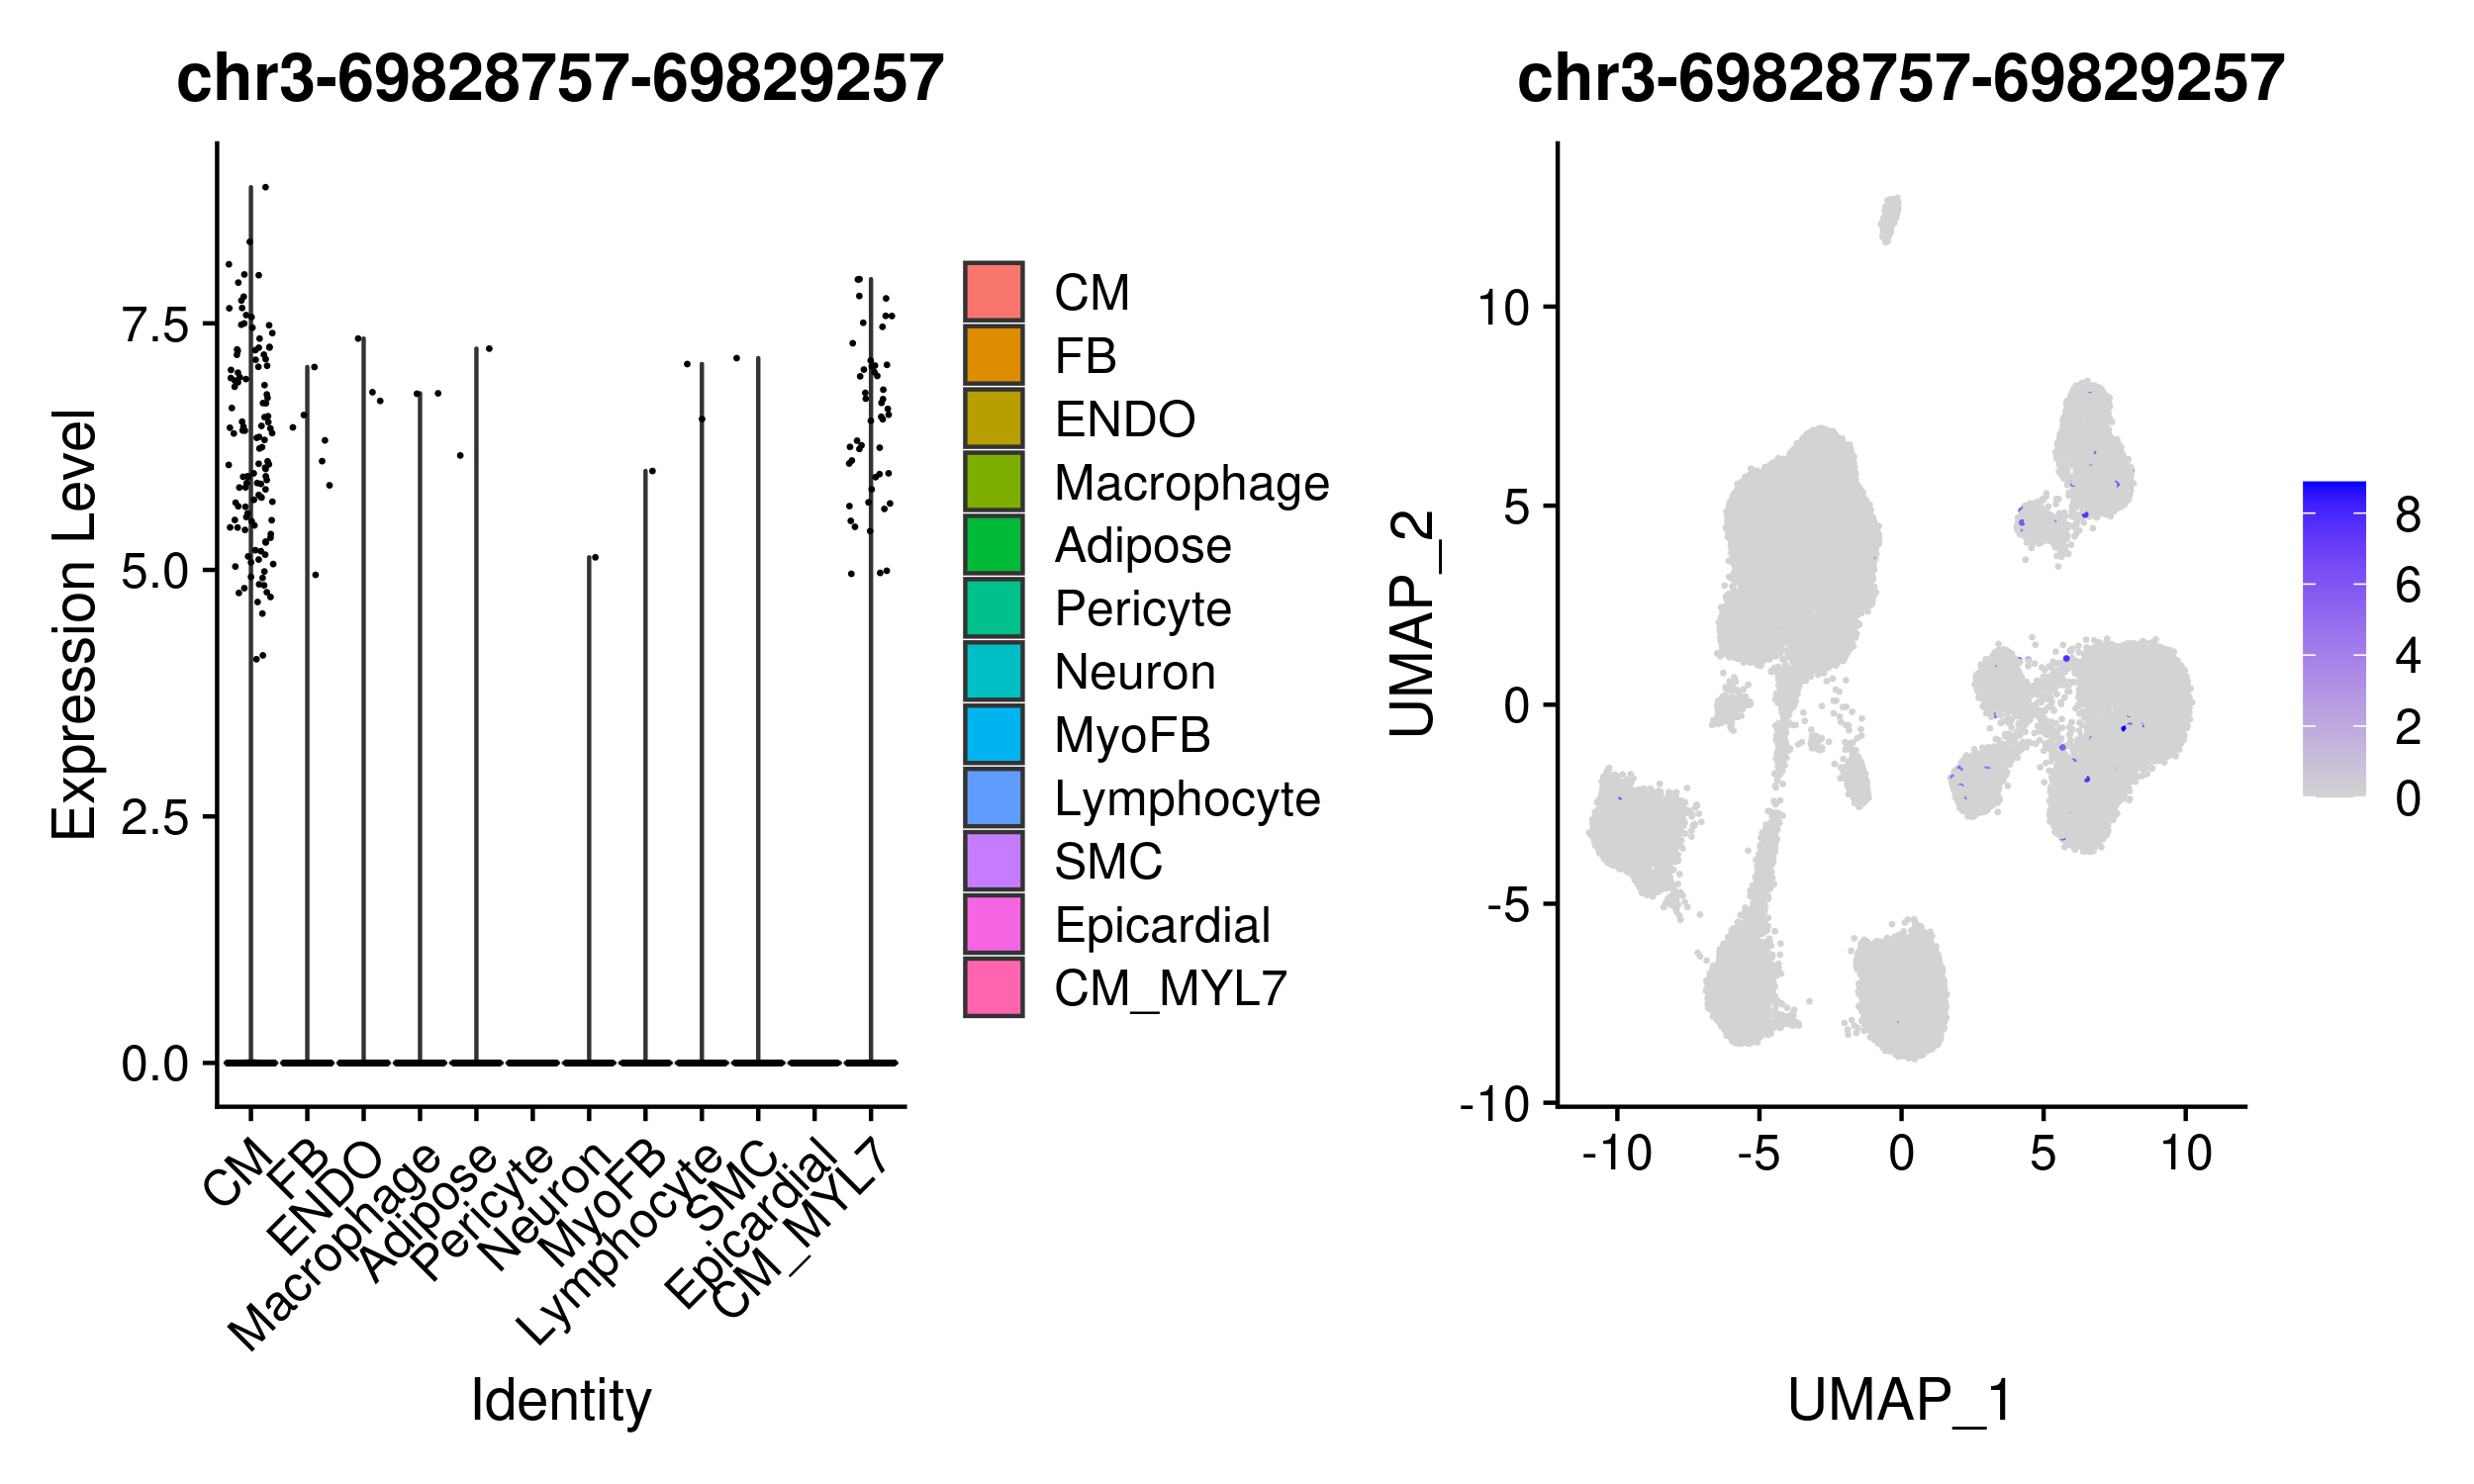 chr3-69828757-69829257
Expression Level
7.5
5.0
2.5
0.0
CM
FB
ENDO
Macrophage
Adipose
Pericyte
Neuron
MyoFB
Lymphocyte
SMC
Epicardial
CM_MYL7
Identity
CM
FB
ENDO
Macrophage
Adipose
Pericyte
Neuron
MyoFB
Lymphocyte
SMC
Epicardial
CM_MYL7
chr3-69828757-69829257
UMAP_2
10
5
0
-5
-10
-10
-5
0
5
10
UMAP_1
8
6
4
2
0